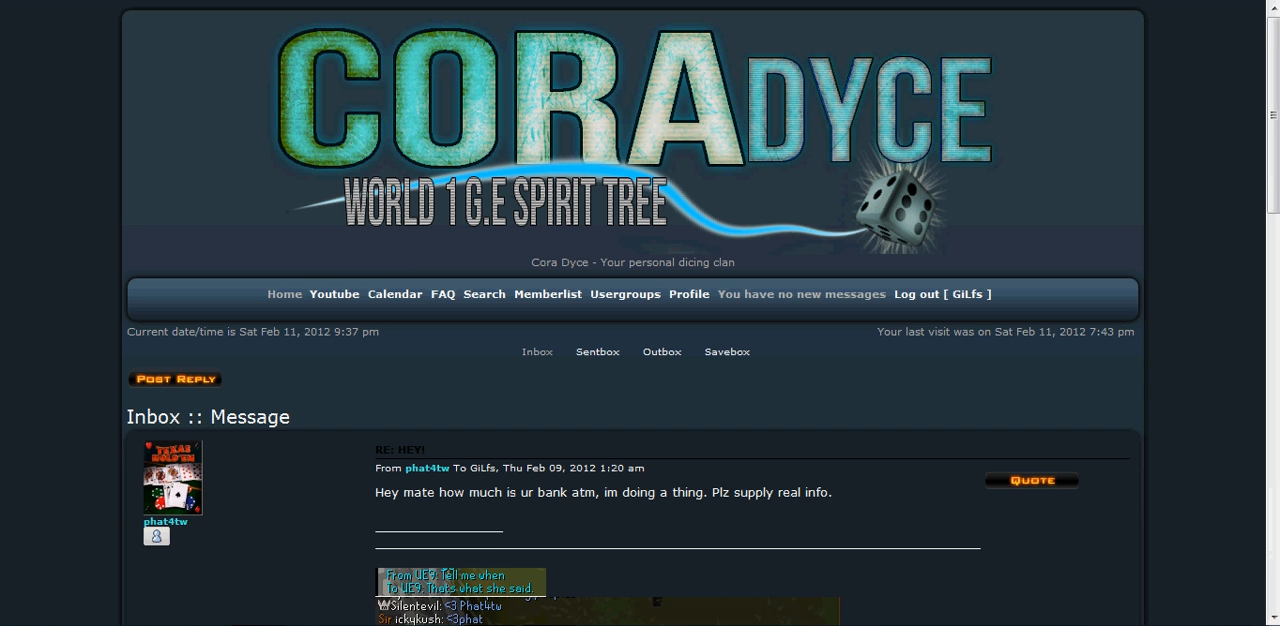 CORA DYCE
WORLD 1 G.E SPIRIT TREE
Cora Dyce - Your personal dicing clan
Home Youtube Calendar FAQ Search Memberlist Usergroups Profile You have no new messages Log out [ GiLfs ]
Current date/time is Sat Feb 11, 2012 9:37 pm
Your last visit was on Sat Feb 11, 2012 7:43 pm
Inbox Sentbox Outbox Savebox
Post Reply
Inbox :: Message
TEXAS HOLD'EM
phat4tw
RE: HEY!
From phat4tw To GiLfs, Thu Feb 09, 2012 1:20 am
Quote
Hey mate how much is ur bank atm, im doing a thing. Plz supply real info.
From UE9: Tell me when
To UE9: Thats what she said.
Silentevil: <3 Phat4tw
Sir ickykush: <3phat